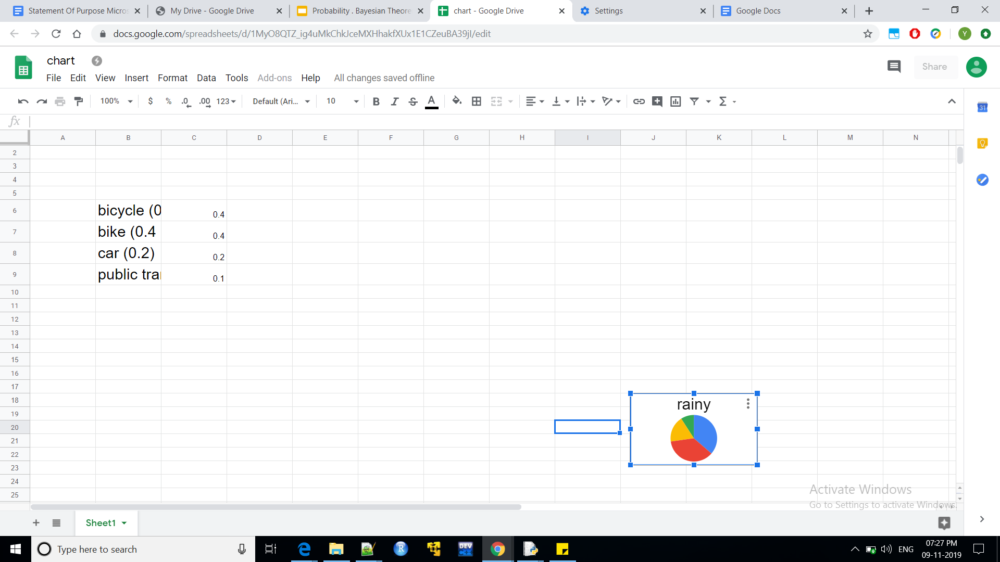 Statement Of Purpose Micros
My Drive - Google Drive
Probability . Bayesian Theore
chart - Google Drive
Settings
Google Docs
docs.google.com/spreadsheets/d/1MyO8QTZ_ig4uMkChkJceMXHhakfXUx1E1CZeuBA39jI/edit
Y
chart
File Edit View Insert Format Data Tools Add-ons Help All changes saved offline
Share
100% $ % .0 .00 123 Default (Ari... 10 B I S A Σ
31
fx
A B C D E F G H I J K L M N
2
3
4
5
6 bicycle (0 0.4
7 bike (0.4 0.4
8 car (0.2) 0.2
9 public tra 0.1
10
11
12
13
14
15
16
17
18
19
20
21
22
23
24
25
rainy
Activate Windows
Go to Settings to activate Windows.
Sheet1
Type here to search
R
DEV
C++
ENG
07:27 PM
09-11-2019